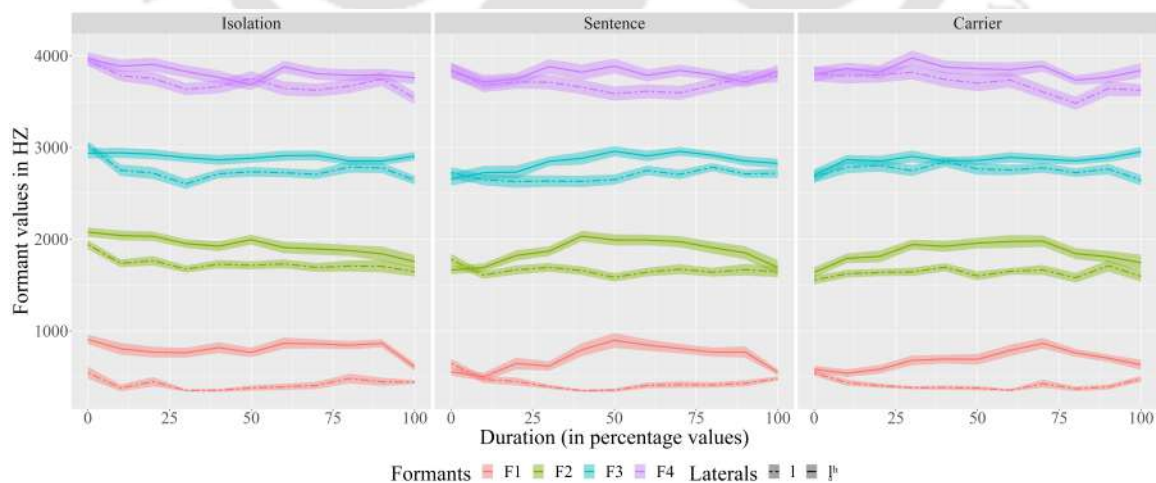 Isolation Sentence Carrier
4000
3000
2000
1000
Formant values in HZ
0 25 50 75 100 0 25 50 75 100 0 25 50 75 100
Duration (in percentage values)
Formants F1 F2 F3 F4 Laterals l l̤ʰ